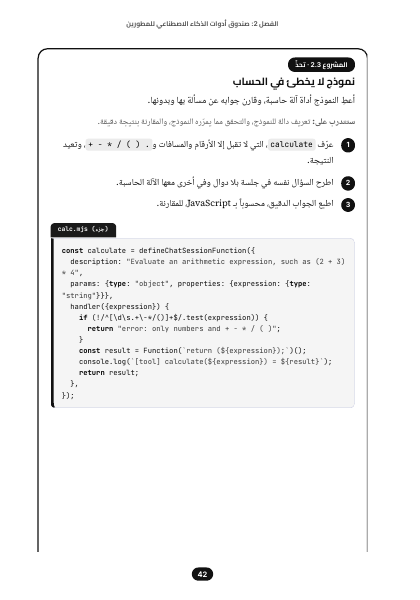 الفصل 2: صندوق أدوات الذكاء الاصطناعي للمطورين
المشروع 2.3 · تحدٍّ
نموذج لا يخطئ في الحساب
أعطِ النموذج أداة آلة حاسبة، وقارن جوابه عن مسألة بها وبدونها.
ستتدرب على: تعريف دالة للنموذج، والتحقق مما يمرّره النموذج، والمقارنة بنتيجة دقيقة.
1 عرّف calculate، التي لا تقبل إلا الأرقام والمسافات و . ( ) / * - +، وتعيد
النتيجة.
2 اطرح السؤال نفسه في جلسة بلا دوال وفي أخرى معها الآلة الحاسبة.
3 اطبع الجواب الدقيق، محسوباً بـ JavaScript للمقارنة.
calc.mjs (جزء)
const calculate = defineChatSessionFunction({
  description: "Evaluate an arithmetic expression, such as (2 + 3)
* 4",
  params: {type: "object", properties: {expression: {type:
"string"}}},
  handler({expression}) {
    if (!/^[\d\s.+\-*/()]+$/.test(expression)) {
      return "error: only numbers and + - * / ( )";
    }
    const result = Function(`return (${expression});`)();
    console.log(`[tool] calculate(${expression}) = ${result}`);
    return result;
  },
});
42